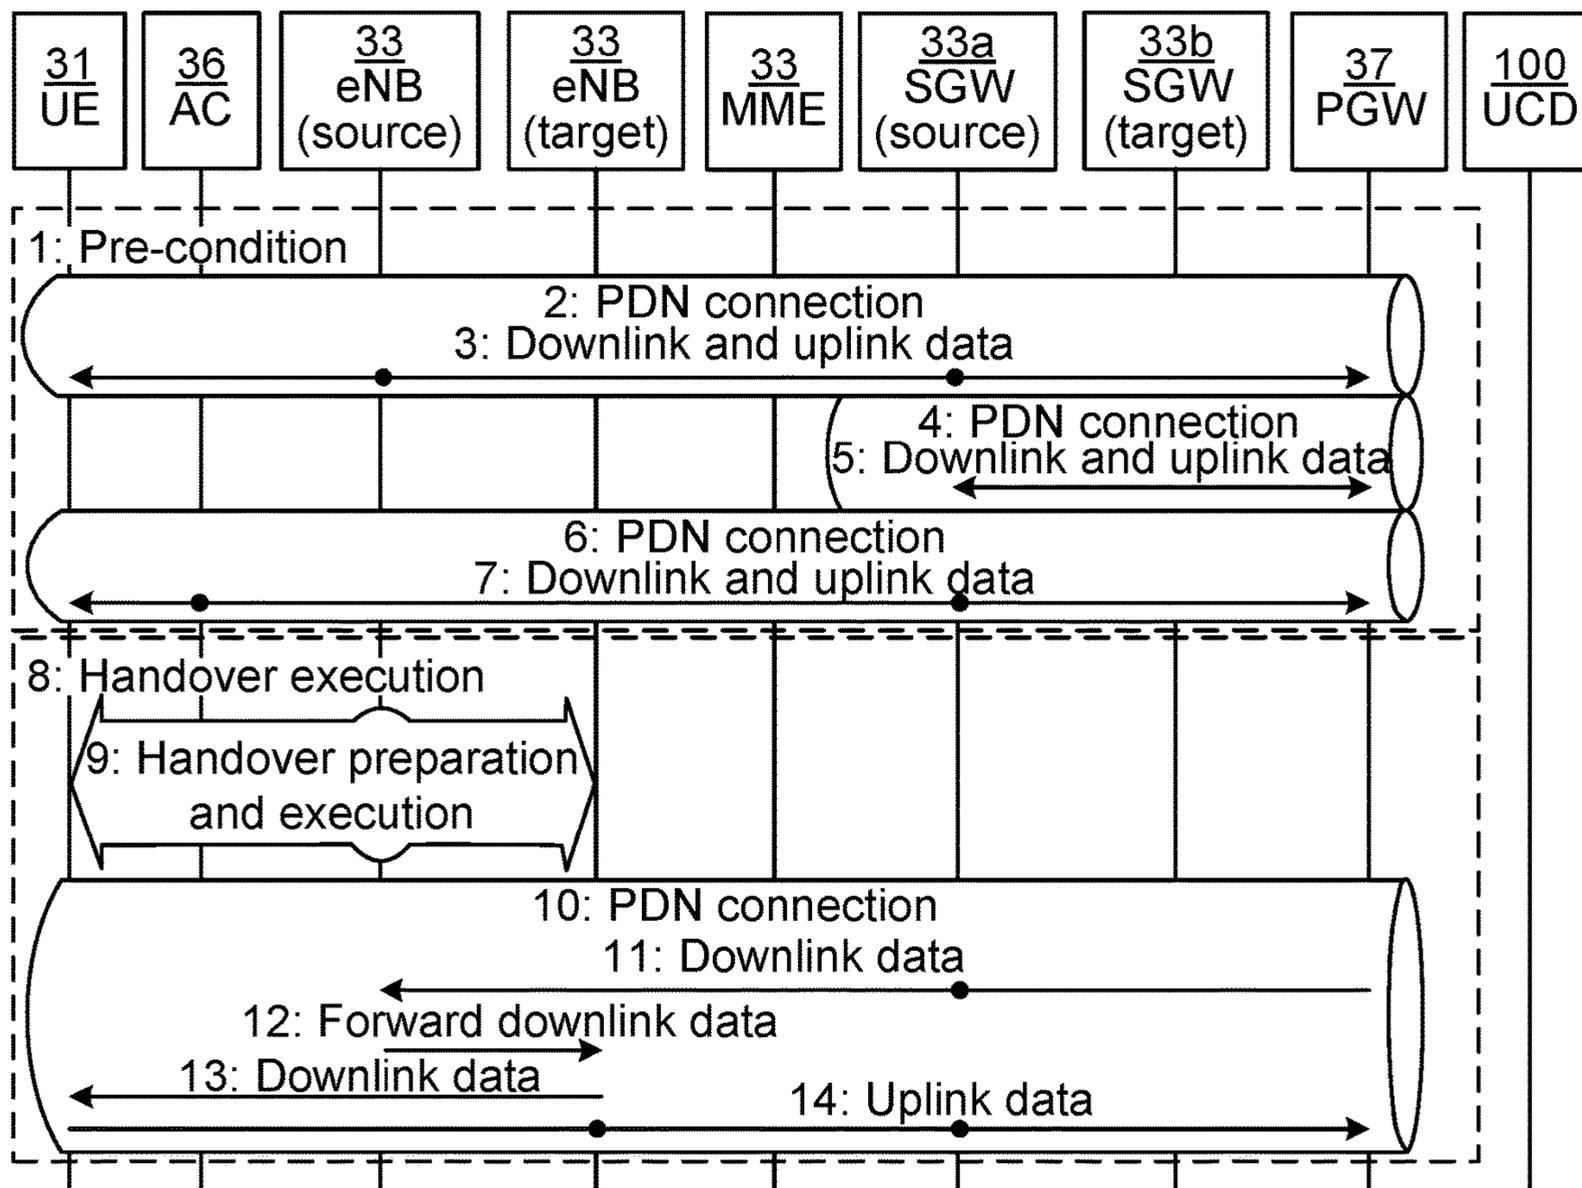 31
UE
36
AC
33
eNB
(source)
33
eNB
(target)
33
MME
33a
SGW
(source)
33b
SGW
(target)
37
PGW
100
UCD
1: Pre-condition
2: PDN connection
3: Downlink and uplink data
4: PDN connection
5: Downlink and uplink data
6: PDN connection
7: Downlink and uplink data
8: Handover execution
9: Handover preparation
and execution
10: PDN connection
11: Downlink data
12: Forward downlink data
13: Downlink data
14: Uplink data